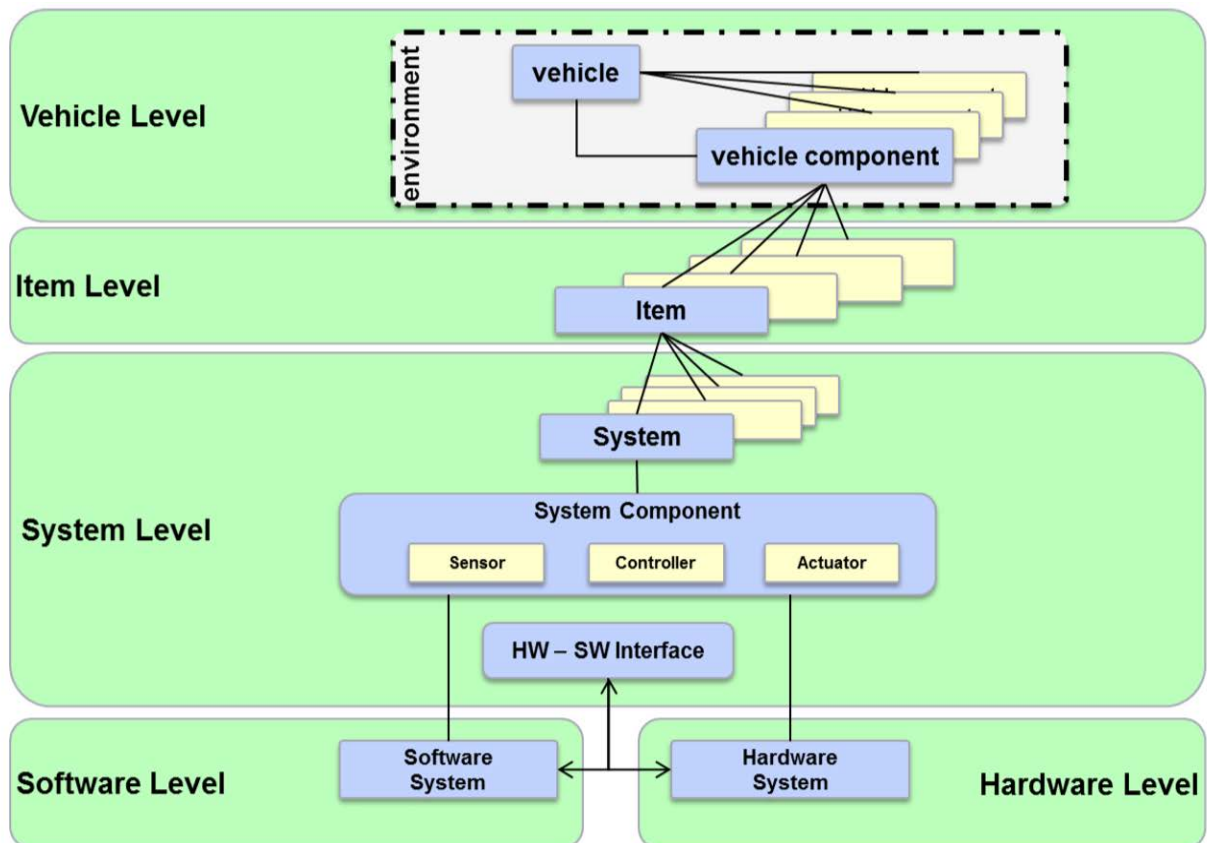 Vehicle Level
environment
vehicle
vehicle component
Item Level
Item
System Level
System
System Component
Sensor
Controller
Actuator
HW – SW Interface
Software Level
Software
System
Hardware
System
Hardware Level